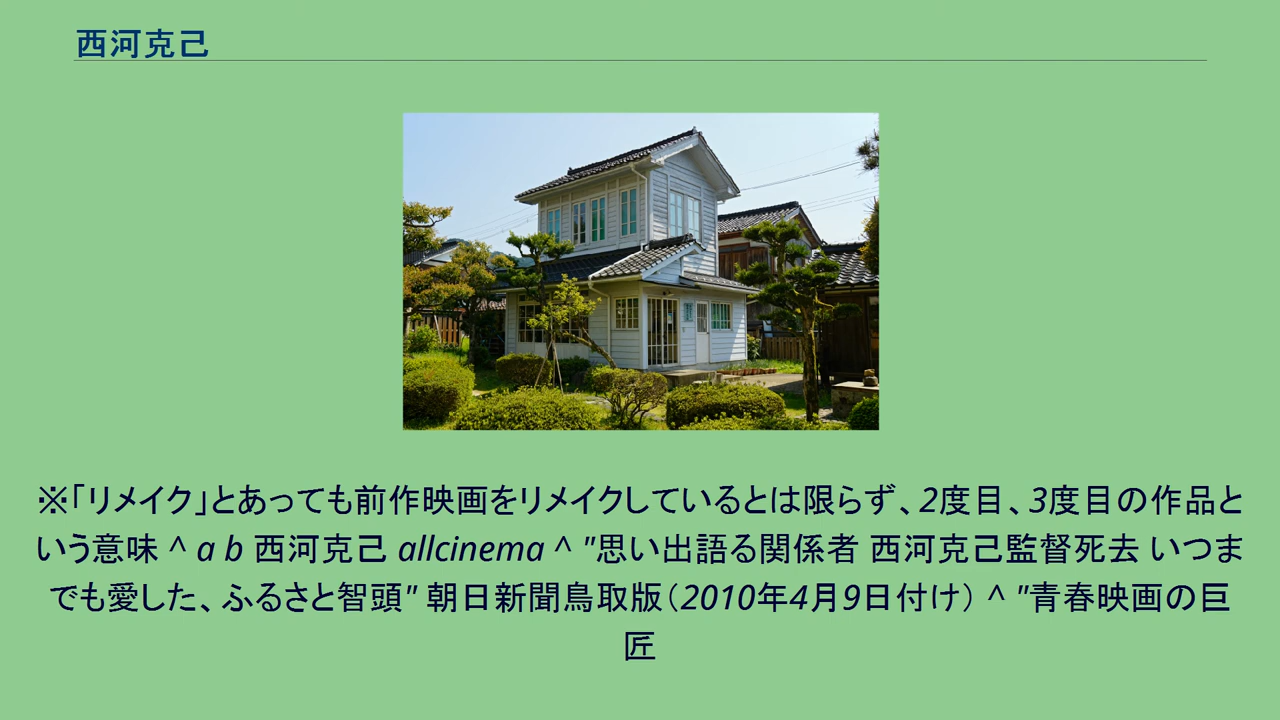 西河克己
※「リメイク」とあっても前作映画をリメイクしているとは限らず、2度目、3度目の作品と
いう意味 ^ a b 西河克己 allcinema ^ "思い出語る関係者 西河克己監督死去 いつま
でも愛した、ふるさと智頭" 朝日新聞鳥取版（2010年4月9日付け） ^ "青春映画の巨
匠